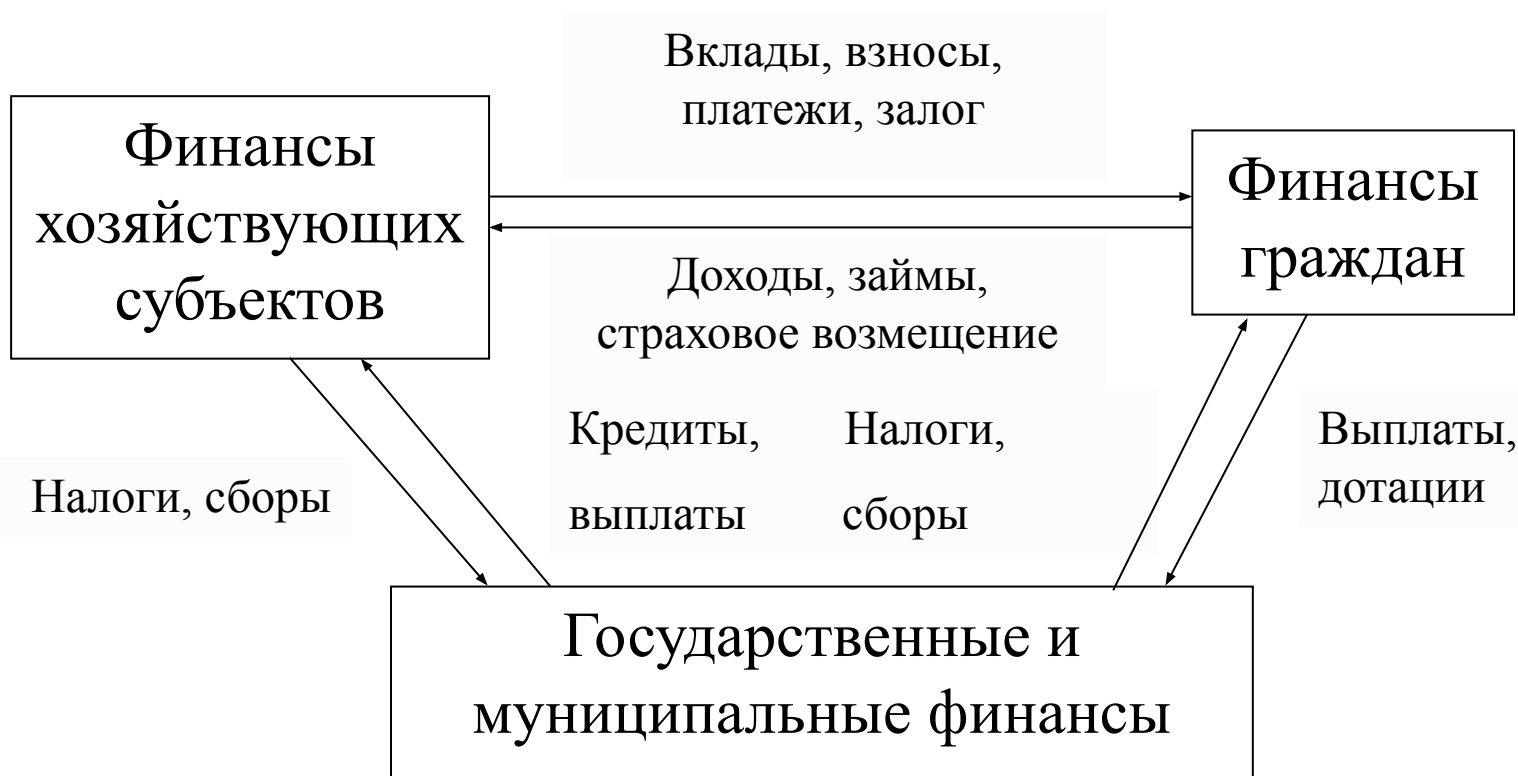 Вклады, взносы,
платежи, залог
Финансы
хозяйствующих
субъектов
Финансы
граждан
Доходы, займы,
страховое возмещение
Кредиты,
выплаты
Налоги,
сборы
Выплаты,
дотации
Налоги, сборы
Государственные и
муниципальные финансы